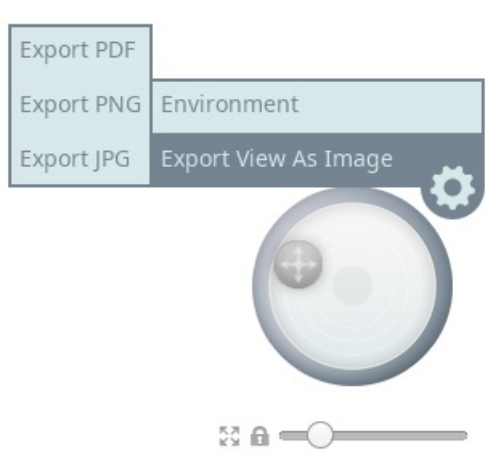 Export PDF
Export PNG
Environment
Export JPG
Export View As Image